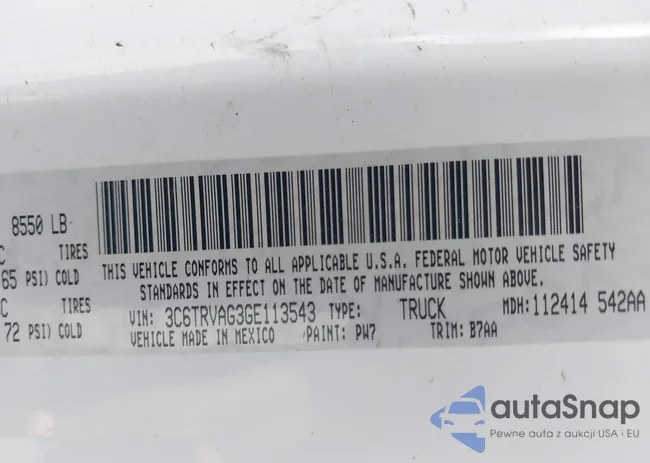 8550 LB
C TIRES
65 PSI) COLD
C TIRES
72 PSI) COLD
THIS VEHICLE CONFORMS TO ALL APPLICABLE U.S.A. FEDERAL MOTOR VEHICLE SAFETY
STANDARDS IN EFFECT ON THE DATE OF MANUFACTURE SHOWN ABOVE.
VIN: 3C6TRVAG3GE113543 TYPE: TRUCK MDH:112414 542AA
VEHICLE MADE IN MEXICO PAINT: PW7 TRIM: B7AA
autaSnap
Pewne auta z aukcji USA i EU